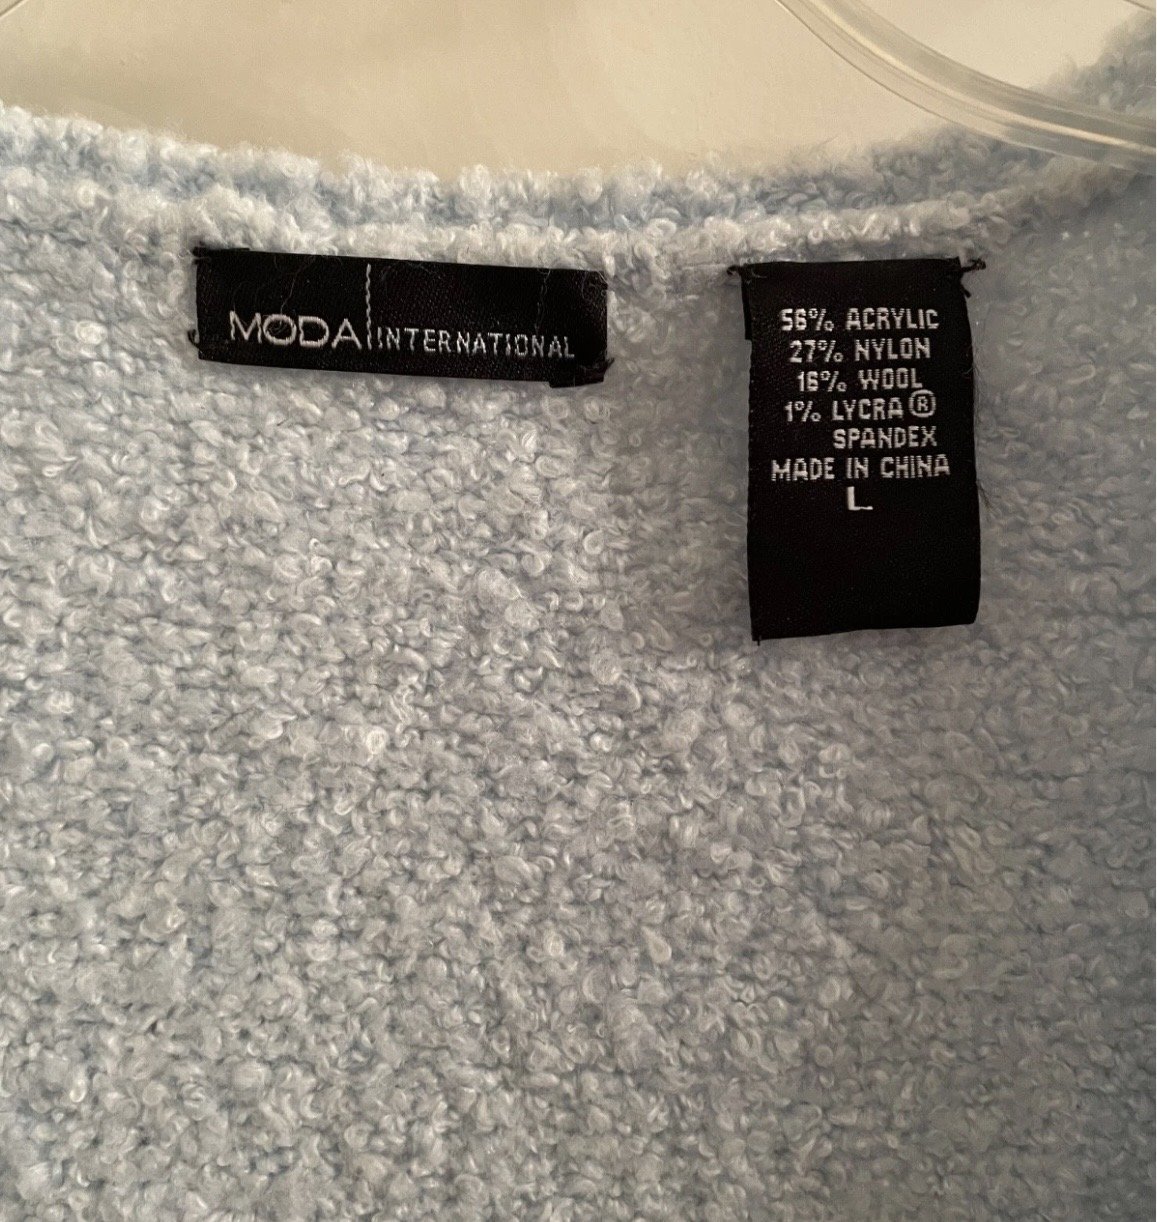 MODA INTERNATIONAL
56% ACRYLIC
27% NYLON
16% WOOL
1% LYCRA®
SPANDEX
MADE IN CHINA
L